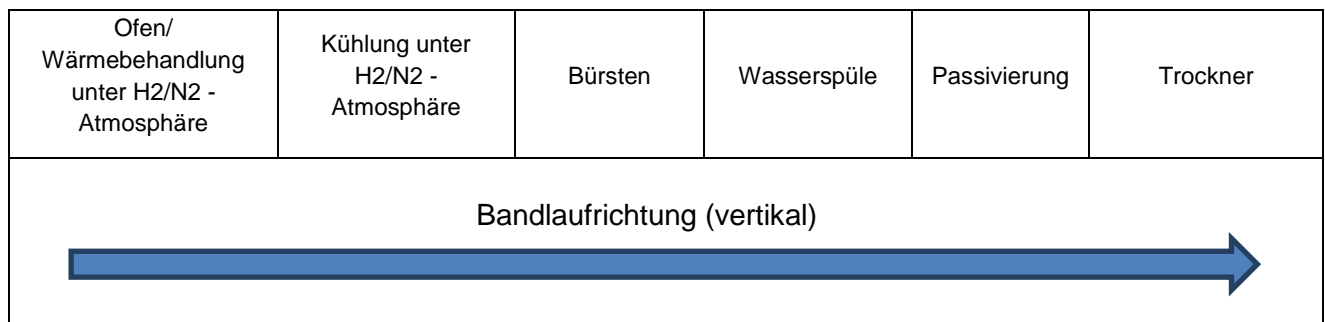 Ofen/
Wärmebehandlung
unter H2/N2 -
Atmosphäre
Kühlung unter
H2/N2 -
Atmosphäre
Bürsten
Wasserspüle
Passivierung
Trockner
Bandlaufrichtung (vertikal)